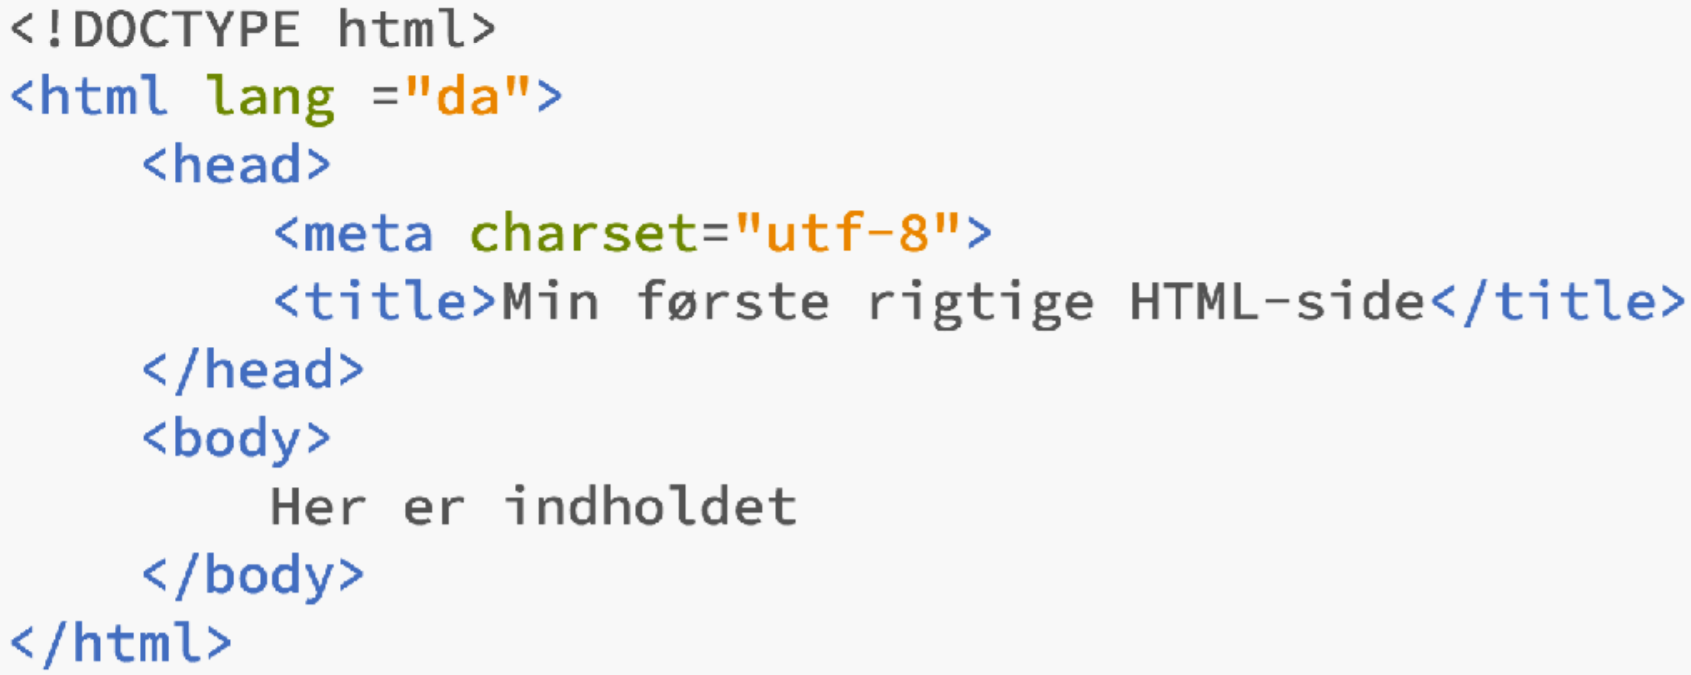 <!DOCTYPE html>
<html lang ="da">
    <head>
        <meta charset="utf-8">
        <title>Min første rigtige HTML-side</title>
    </head>
    <body>
        Her er indholdet
    </body>
</html>